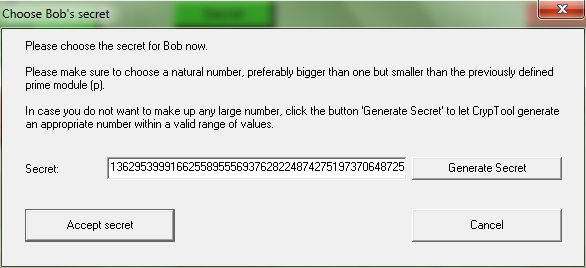 Choose Bob's secret
Please choose the secret for Bob now.
Please make sure to choose a natural number, preferably bigger than one but smaller than the previously defined
prime module (p).
In case you do not want to make up any large number, click the button 'Generate Secret' to let CrypTool generate
an appropriate number within a valid range of values.
Secret:
13629539991662558955569376282248742751973706​48725
Generate Secret
Accept secret
Cancel